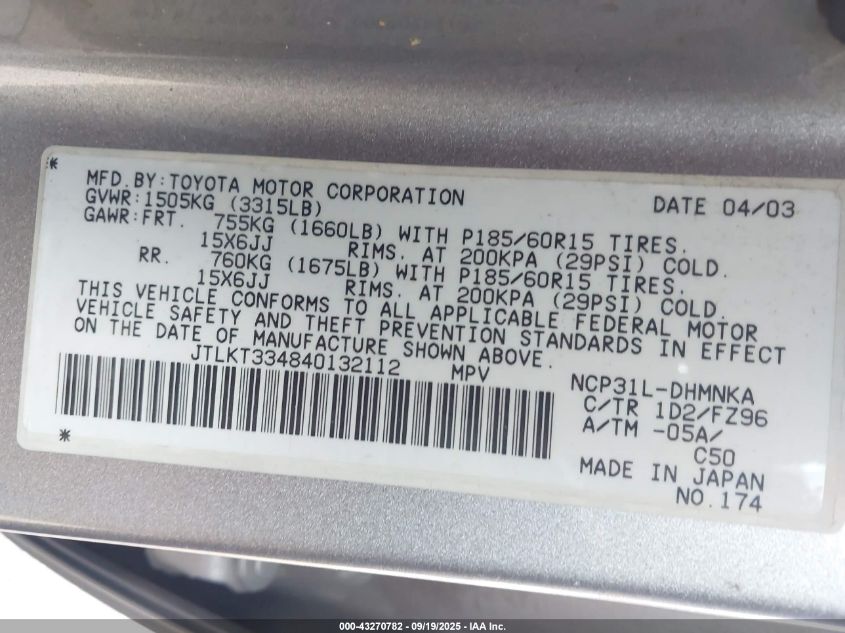 *
MFD.BY:TOYOTA MOTOR CORPORATION DATE 04/03
GVWR:1505KG (3315LB)
GAWR:FRT. 755KG (1660LB) WITH P185/60R15 TIRES.
15X6JJ RIMS. AT 200KPA (29PSI) COLD.
RR. 760KG (1675LB) WITH P185/60R15 TIRES.
15X6JJ RIMS. AT 200KPA (29PSI) COLD.
THIS VEHICLE CONFORMS TO ALL APPLICABLE FEDERAL MOTOR
VEHICLE SAFETY AND THEFT PREVENTION STANDARDS IN EFFECT
ON THE DATE OF MANUFACTURE SHOWN ABOVE.
JTLKT334840132112 MPV
NCP31L-DHMNKA
C/TR 1D2/FZ96
A/TM -05A/
C50
*
MADE IN JAPAN
NO.174
000-43270782 - 09/19/2025 - IAA Inc.